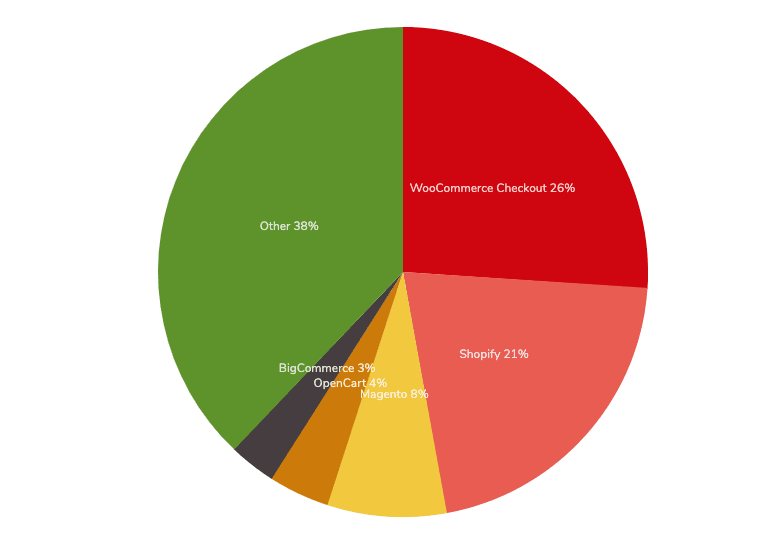 WooCommerce Checkout 26%
Other 38%
Shopify 21%
BigCommerce 3%
OpenCart 4%
Magento 8%